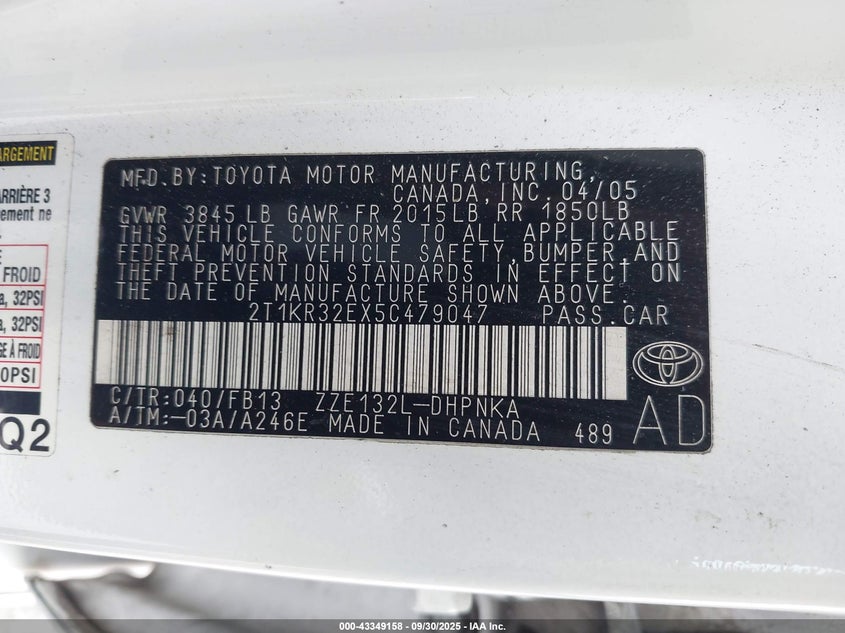 ARGEMENT
ARRIÈRE 3
gement ne
E
FROID
a, 32PSI
a, 32PSI
GE À FROID
0PSI
Q2
MFD.BY:TOYOTA MOTOR MANUFACTURING,
CANADA,INC. 04/05
GVWR 3845 LB GAWR FR 2015LB RR 1850LB
THIS VEHICLE CONFORMS TO ALL APPLICABLE
FEDERAL MOTOR VEHICLE SAFETY,BUMPER,AND
THEFT PREVENTION STANDARDS IN EFFECT ON
THE DATE OF MANUFACTURE SHOWN ABOVE.
2T1KR32EX5C479047 PASS.CAR
C/TR:040/FB13 ZZE132L-DHPNKA
A/TM:-03A/A246E MADE IN CANADA 489
AD
000-43349158 - 09/30/2025 - IAA Inc.